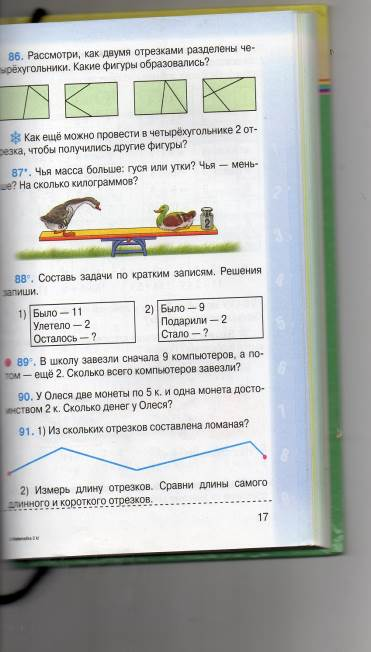 86. Рассмотри, как двумя отрезками разделены че-
тырёхугольники. Какие фигуры образовались?
Как ещё можно провести в четырёхугольнике 2 от-
резка, чтобы получились другие фигуры?
87*. Чья масса больше: гуся или утки? Чья — мень-
ше? На сколько килограммов?
2
88°. Составь задачи по кратким записям. Решения
запиши.
1) Было — 11
Улетело — 2
Осталось — ?
2) Было — 9
Подарили — 2
Стало — ?
89°. В школу завезли сначала 9 компьютеров, а по-
том — ещё 2. Сколько всего компьютеров завезли?
90. У Олеся две монеты по 5 к. и одна монета досто-
инством 2 к. Сколько денег у Олеся?
91. 1) Из скольких отрезков составлена ломаная?
2) Измерь длину отрезков. Сравни длины самого
длинного и короткого отрезков.
17